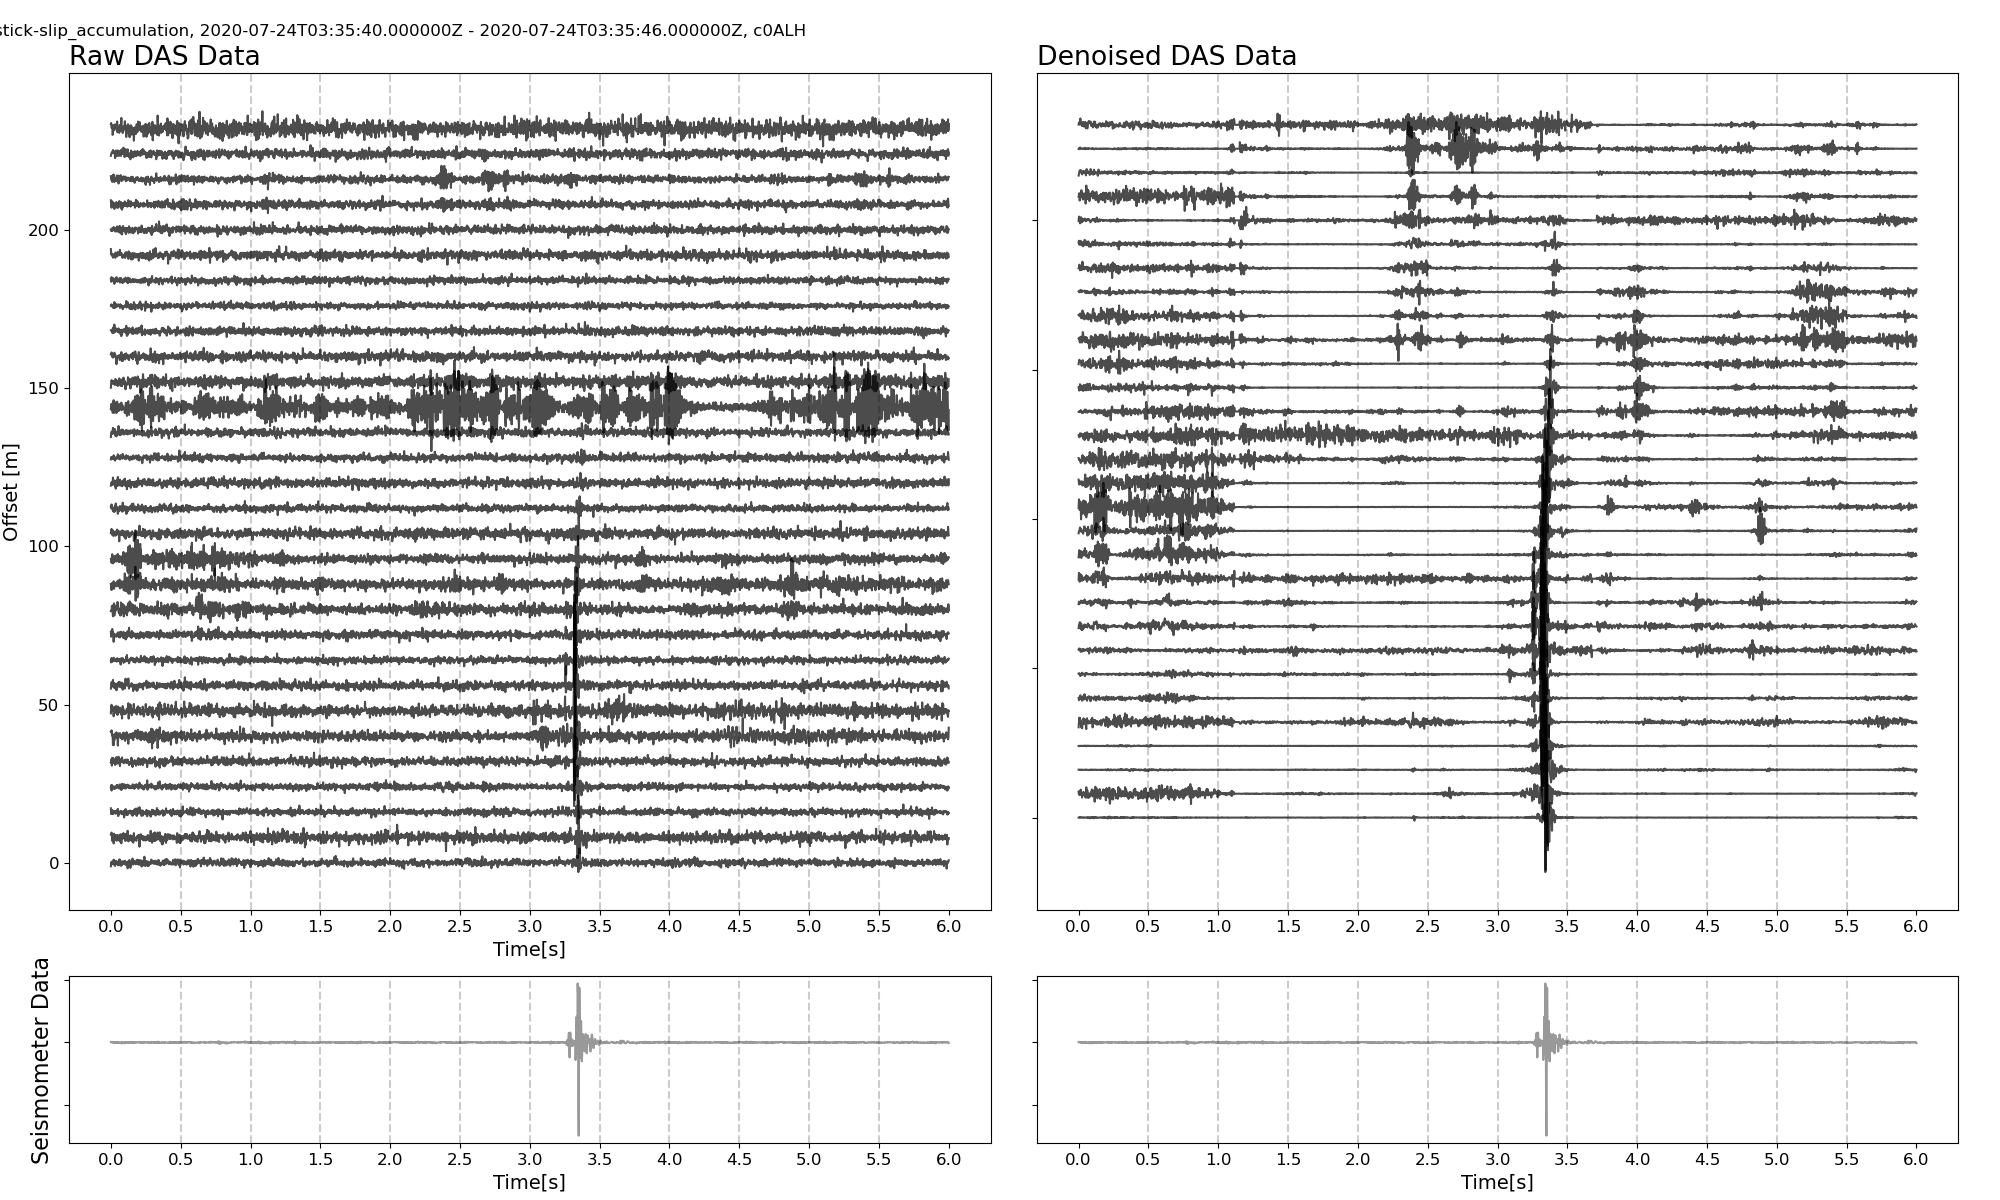 stick-slip_accumulation, 2020-07-24T03:35:40.000000Z - 2020-07-24T03:35:46.000000Z, c0ALH
Raw DAS Data
Denoised DAS Data
Offset [m]
200
150
100
50
0
0.0 0.5 1.0 1.5 2.0 2.5 3.0 3.5 4.0 4.5 5.0 5.5 6.0
Time[s]
0.0 0.5 1.0 1.5 2.0 2.5 3.0 3.5 4.0 4.5 5.0 5.5 6.0
Seismometer Data
0.0 0.5 1.0 1.5 2.0 2.5 3.0 3.5 4.0 4.5 5.0 5.5 6.0
Time[s]
0.0 0.5 1.0 1.5 2.0 2.5 3.0 3.5 4.0 4.5 5.0 5.5 6.0
Time[s]